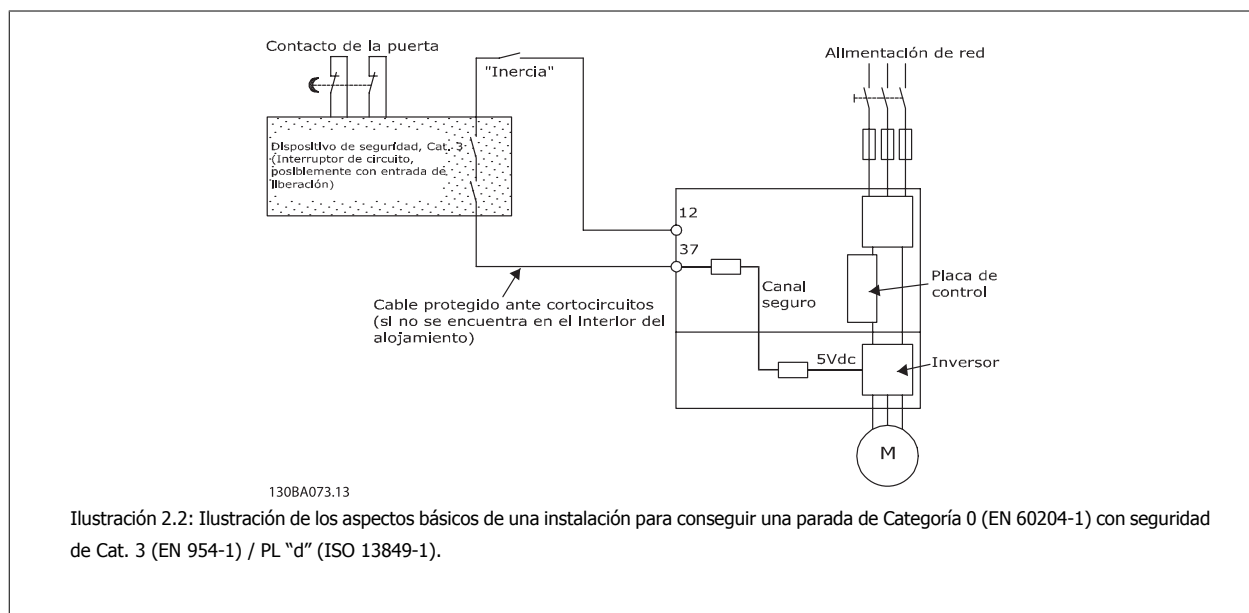 Contacto de la puerta
"Inercia"
Alimentación de red
Dispositivo de seguridad, Cat. 3
(Interruptor de circuito,
posiblemente con entrada de
liberación)
12
37
Canal
seguro
Placa de
control
Cable protegido ante cortocircuitos
(si no se encuentra en el interior del
alojamiento)
5Vdc
Inversor
M
130BA073.13
Ilustración 2.2: Ilustración de los aspectos básicos de una instalación para conseguir una parada de Categoría 0 (EN 60204-1) con seguridad
de Cat. 3 (EN 954-1) / PL “d” (ISO 13849-1).